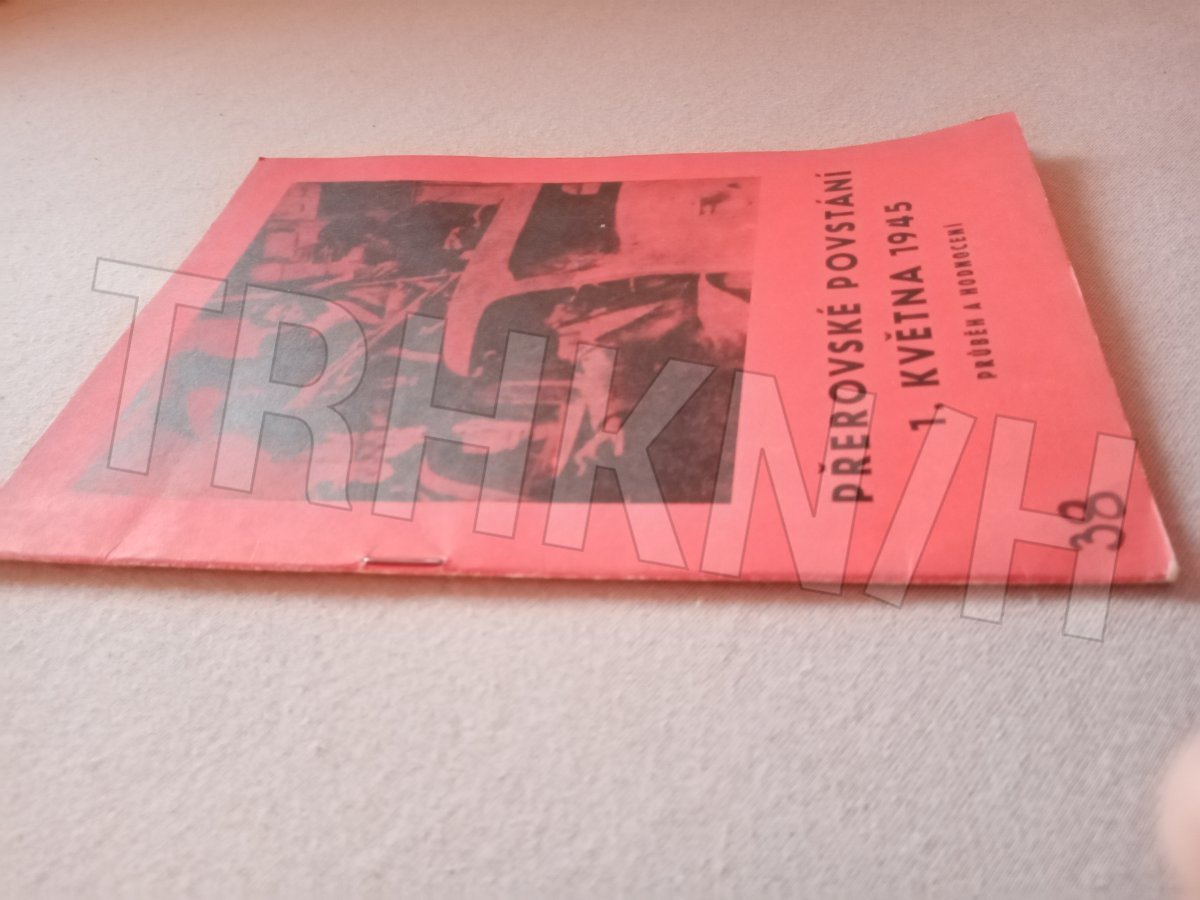 PŘEROVSKÉ POVSTÁNÍ
1. KVĚTNA 1945
PRŮBĚH A HODNOCENÍ
38
TRHKNIH